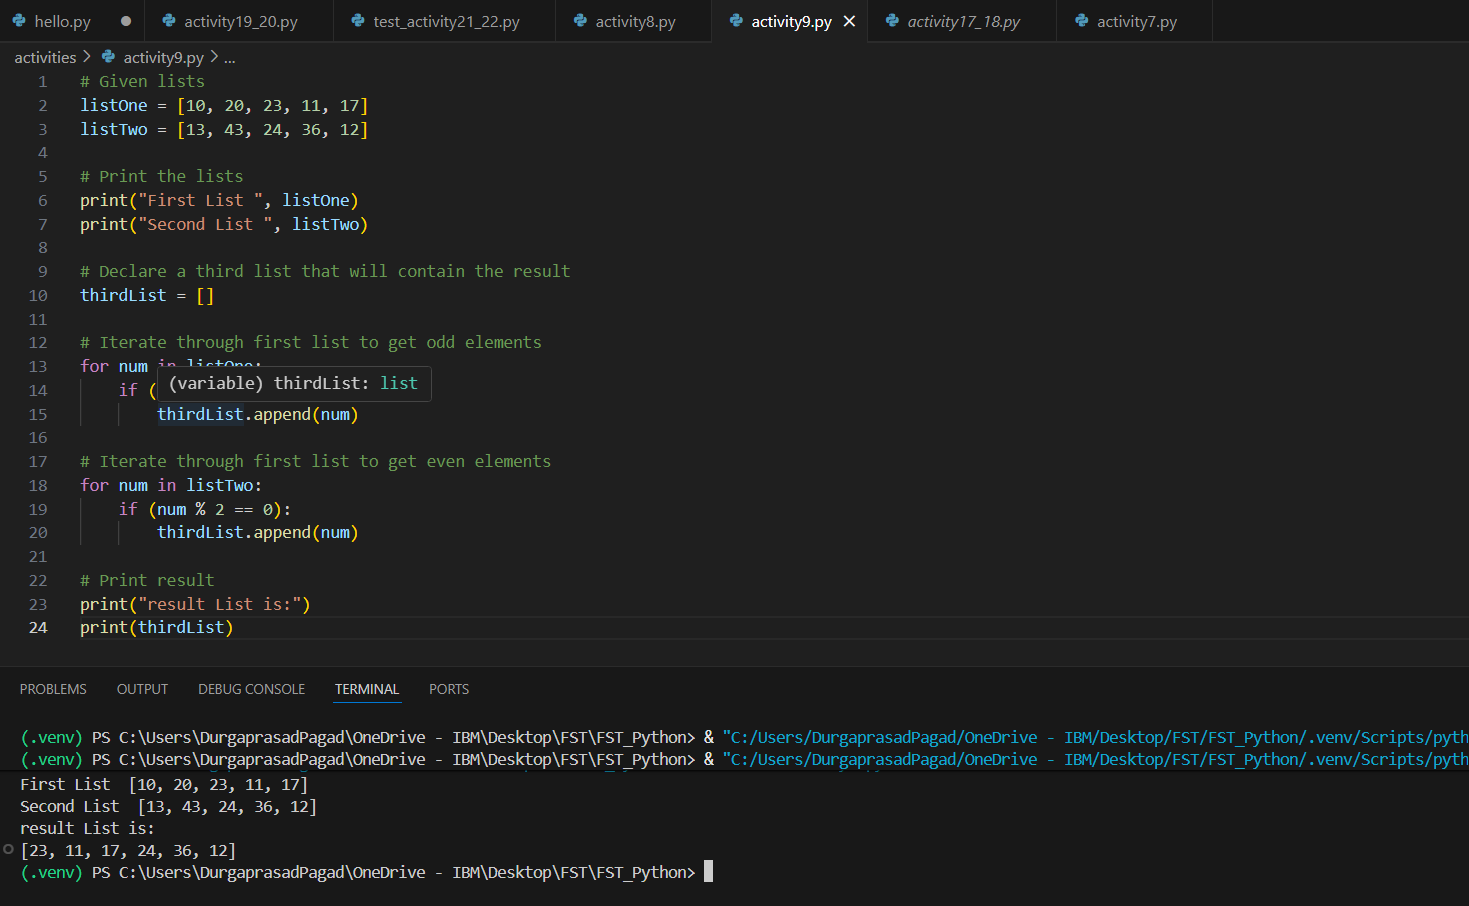 hello.py activity19_20.py test_activity21_22.py activity8.py activity9.py activity17_18.py activity7.py
activities > activity9.py > ...
1 # Given lists
2 listOne = [10, 20, 23, 11, 17]
3 listTwo = [13, 43, 24, 36, 12]
4
5 # Print the lists
6 print("First List ", listOne)
7 print("Second List ", listTwo)
8
9 # Declare a third list that will contain the result
10 thirdList = []
11
12 # Iterate through first list to get odd elements
13 for num in listOne:
(variable) thirdList: list
14 if (
15 thirdList.append(num)
16
17 # Iterate through first list to get even elements
18 for num in listTwo:
19 if (num % 2 == 0):
20 thirdList.append(num)
21
22 # Print result
23 print("result List is:")
24 print(thirdList)
PROBLEMS OUTPUT DEBUG CONSOLE TERMINAL PORTS
(.venv) PS C:\Users\DurgaprasadPagad\OneDrive - IBM\Desktop\FST\FST_Python> & "C:/Users/DurgaprasadPagad/OneDrive - IBM/Desktop/FST/FST_Python/.venv/Scripts/pyth
(.venv) PS C:\Users\DurgaprasadPagad\OneDrive - IBM\Desktop\FST\FST_Python> & "C:/Users/DurgaprasadPagad/OneDrive - IBM/Desktop/FST/FST_Python/.venv/Scripts/pyth
First List  [10, 20, 23, 11, 17]
Second List  [13, 43, 24, 36, 12]
result List is:
[23, 11, 17, 24, 36, 12]
(.venv) PS C:\Users\DurgaprasadPagad\OneDrive - IBM\Desktop\FST\FST_Python>